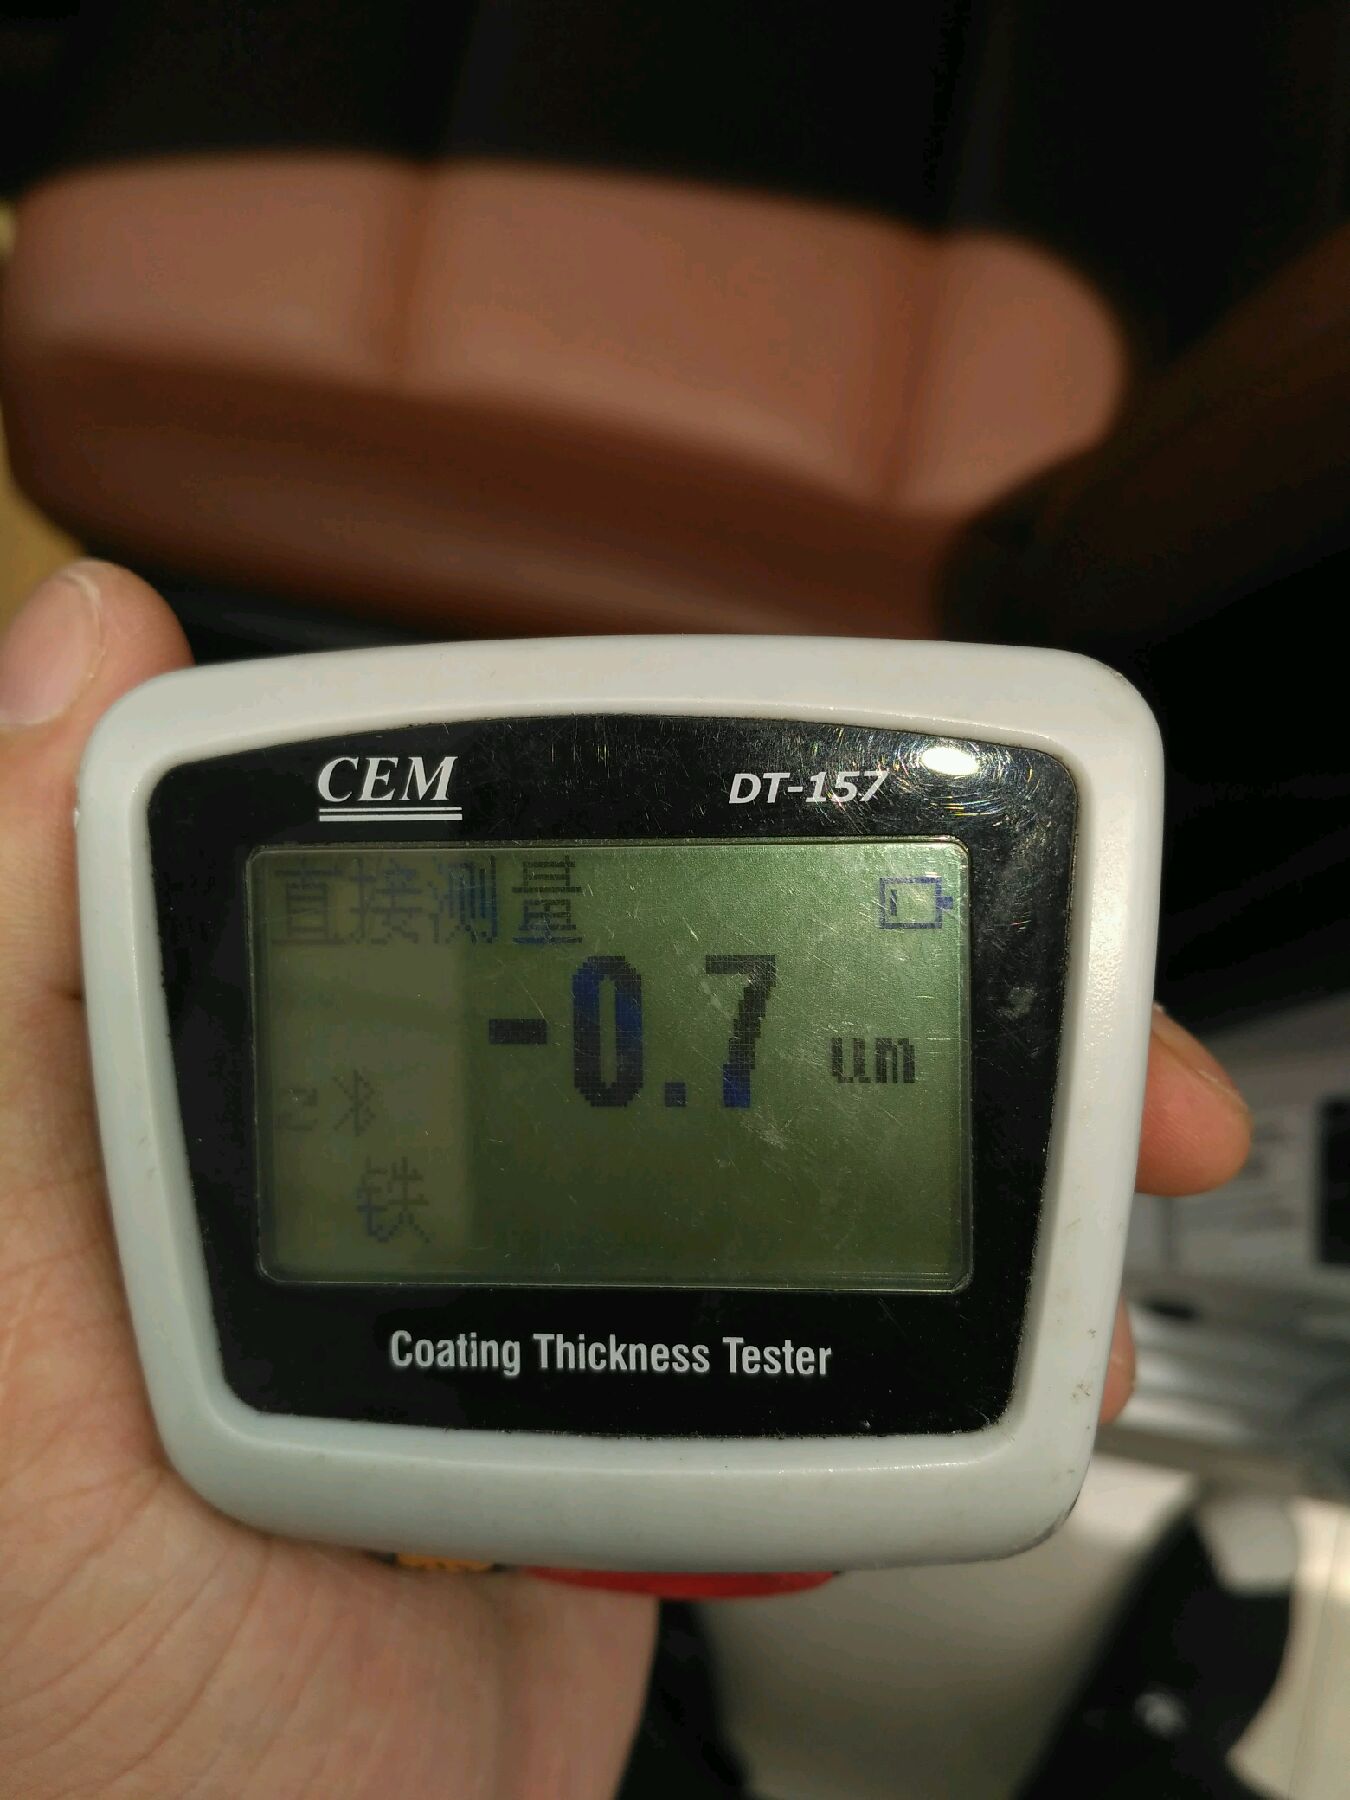 CEM
DT-157
直接测量
-0.7 um
铁
Coating Thickness Tester